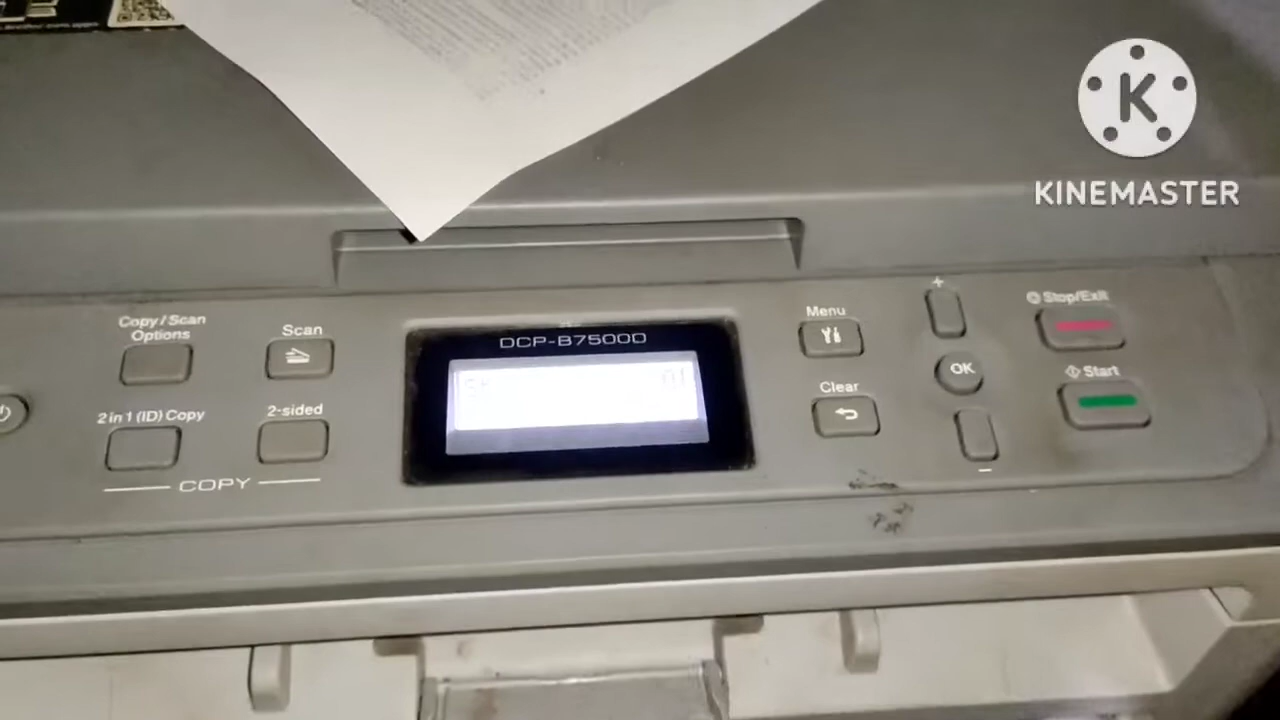 KINEMASTER
Copy / Scan
Options
Scan
2 in 1 (ID) Copy
2-sided
COPY
DCP-B7500D
01
Menu
Clear
+
OK
−
Stop/Exit
Start